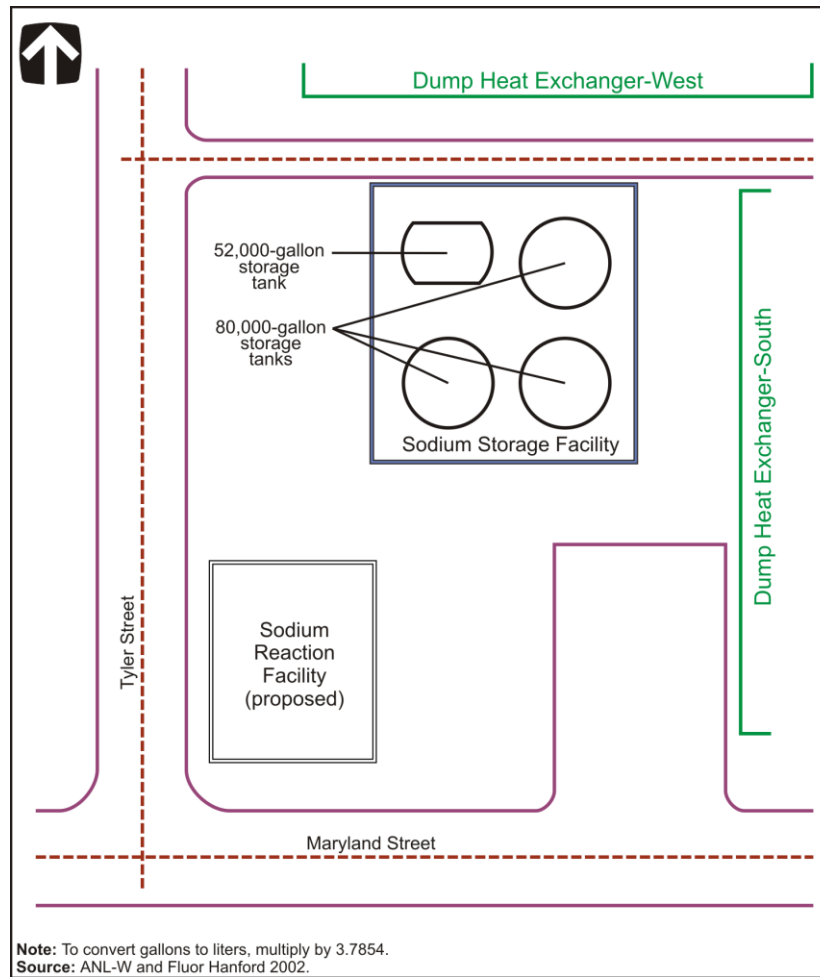 Dump Heat Exchanger-West
52,000-gallon
storage
tank
80,000-gallon
storage
tanks
Sodium Storage Facility
Dump Heat Exchanger-South
Tyler Street
Sodium
Reaction
Facility
(proposed)
Maryland Street
Note: To convert gallons to liters, multiply by 3.7854.
Source: ANL-W and Fluor Hanford 2002.